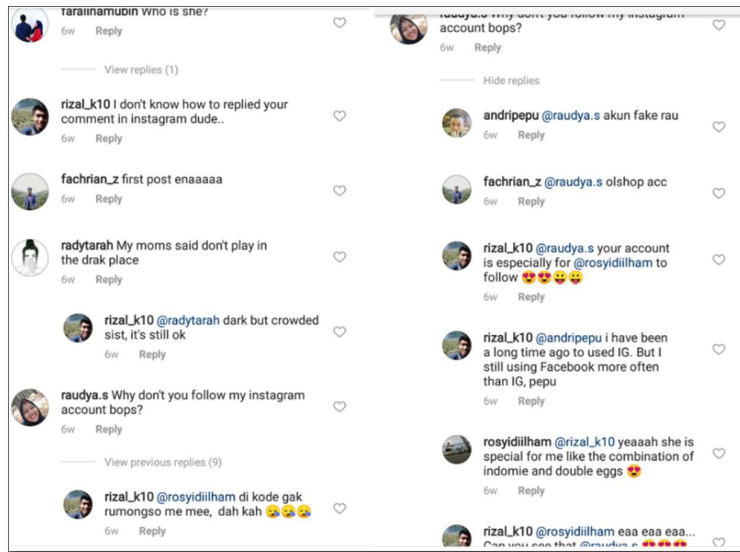 faralinamubin Who is she?
6w Reply
View replies (1)
rizal_k10 I don't know how to replied your
comment in instagram dude..
6w Reply
fachrian_z first post enaaaaa
6w Reply
radytarah My moms said don't play in
the drak place
6w Reply
rizal_k10 @radytarah dark but crowded
sist, it's still ok
6w Reply
raudya.s Why don't you follow my instagram
account bops?
6w Reply
View previous replies (9)
rizal_k10 @rosyidiilham di kode gak
rumongso me mee, dah kah 😪😪😪
6w Reply
raudya.s Why don't you follow my instagram
account bops?
6w Reply
Hide replies
andripepu @raudya.s akun fake rau
6w Reply
fachrian_z @raudya.s olshop acc
6w Reply
rizal_k10 @raudya.s your account
is especially for @rosyidiilham to
follow 😍😍😛😛
6w Reply
rizal_k10 @andripepu i have been
a long time ago to used IG. But I
still using Facebook more often
than IG, pepu
6w Reply
rosyidiilham @rizal_k10 yeaaah she is
special for me like the combination of
indomie and double eggs 😍
6w Reply
rizal_k10 @rosyidiilham eaa eaa eaa...
Can you see that @raudya.s 😍😍😍